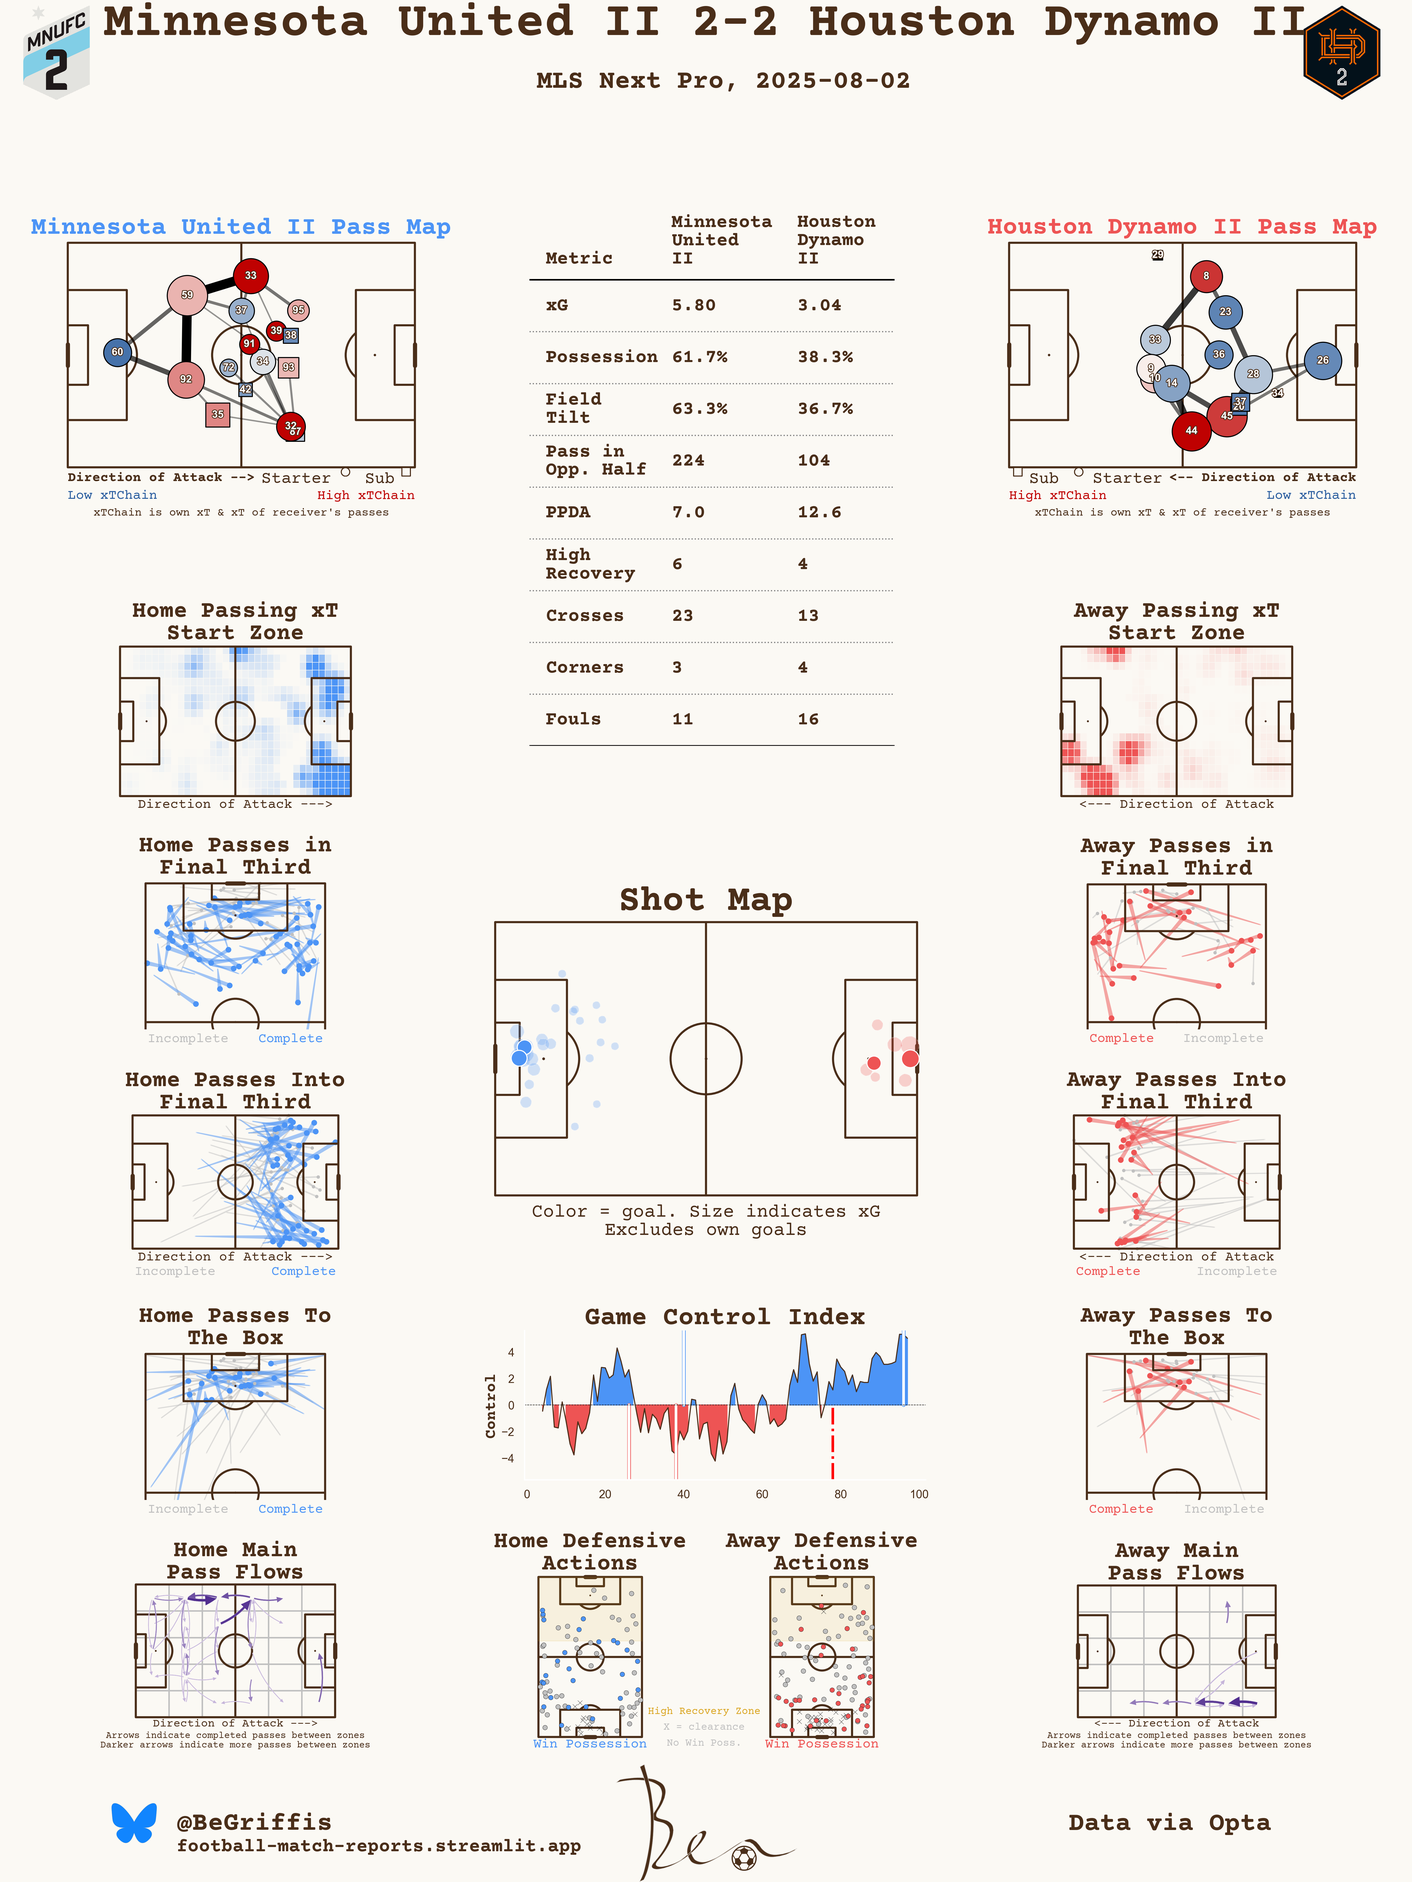 Minnesota United II 2-2 Houston Dynamo II
MNUFC
2
2
MLS Next Pro, 2025-08-02
Minnesota United II Pass Map
33
59
37
95
39
38
91
60
72
34
93
92
42
35
32
87
Direction of Attack --> Starter Sub
Low xTChain High xTChain
xTChain is own xT & xT of receiver's passes
Metric Minnesota United II Houston Dynamo II
xG 5.80 3.04
Possession 61.7% 38.3%
Field Tilt 63.3% 36.7%
Pass in Opp. Half 224 104
PPDA 7.0 12.6
High Recovery 6 4
Crosses 23 13
Corners 3 4
Fouls 11 16
Houston Dynamo II Pass Map
29
8
23
33
36
26
9
10
14
28
34
37
20
45
44
Sub Starter <-- Direction of Attack
High xTChain Low xTChain
xTChain is own xT & xT of receiver's passes
Home Passing xT
Start Zone
Direction of Attack --->
Away Passing xT
Start Zone
<--- Direction of Attack
Home Passes in
Final Third
Incomplete Complete
Away Passes in
Final Third
Complete Incomplete
Shot Map
Color = goal. Size indicates xG
Excludes own goals
Home Passes Into
Final Third
Direction of Attack --->
Incomplete Complete
Away Passes Into
Final Third
<--- Direction of Attack
Complete Incomplete
Home Passes To
The Box
Incomplete Complete
Game Control Index
Control
4
2
0
−2
−4
0 20 40 60 80 100
Away Passes To
The Box
Complete Incomplete
Home Main
Pass Flows
Direction of Attack --->
Arrows indicate completed passes between zones
Darker arrows indicate more passes between zones
Home Defensive
Actions
Win Possession
High Recovery Zone
X = clearance
No Win Poss.
Away Defensive
Actions
Win Possession
Away Main
Pass Flows
<--- Direction of Attack
Arrows indicate completed passes between zones
Darker arrows indicate more passes between zones
@BeGriffis
football-match-reports.streamlit.app
Ben
Data via Opta